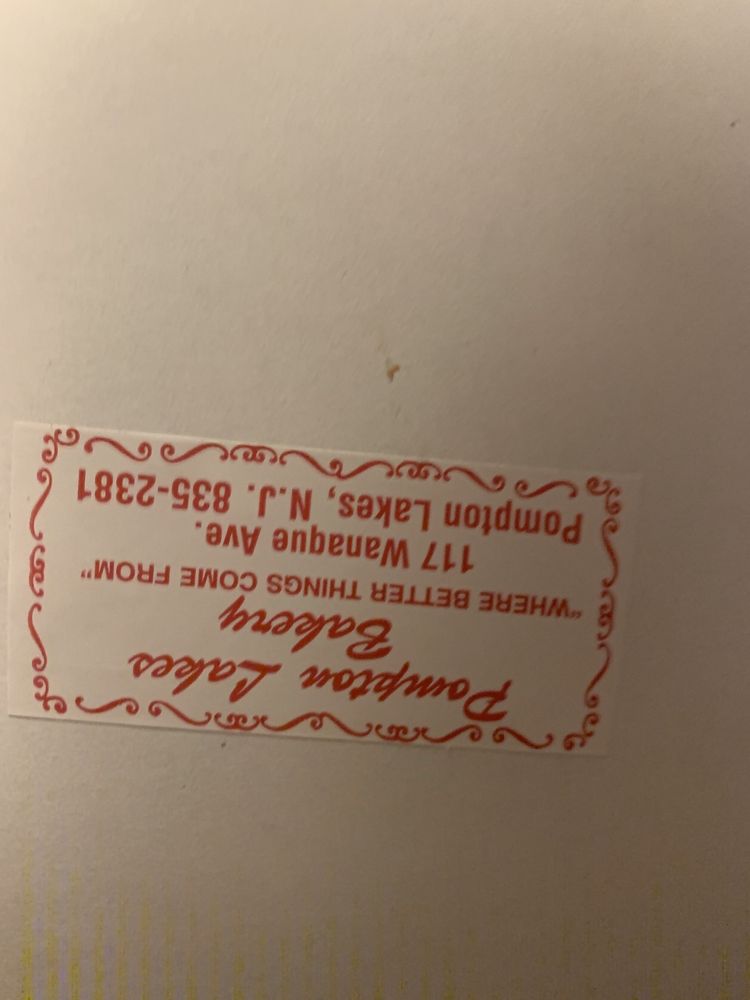 Pompton Lakes
Bakery
"WHERE BETTER THINGS COME FROM"
117 Wanaque Ave.
Pompton Lakes, N.J. 835-2381